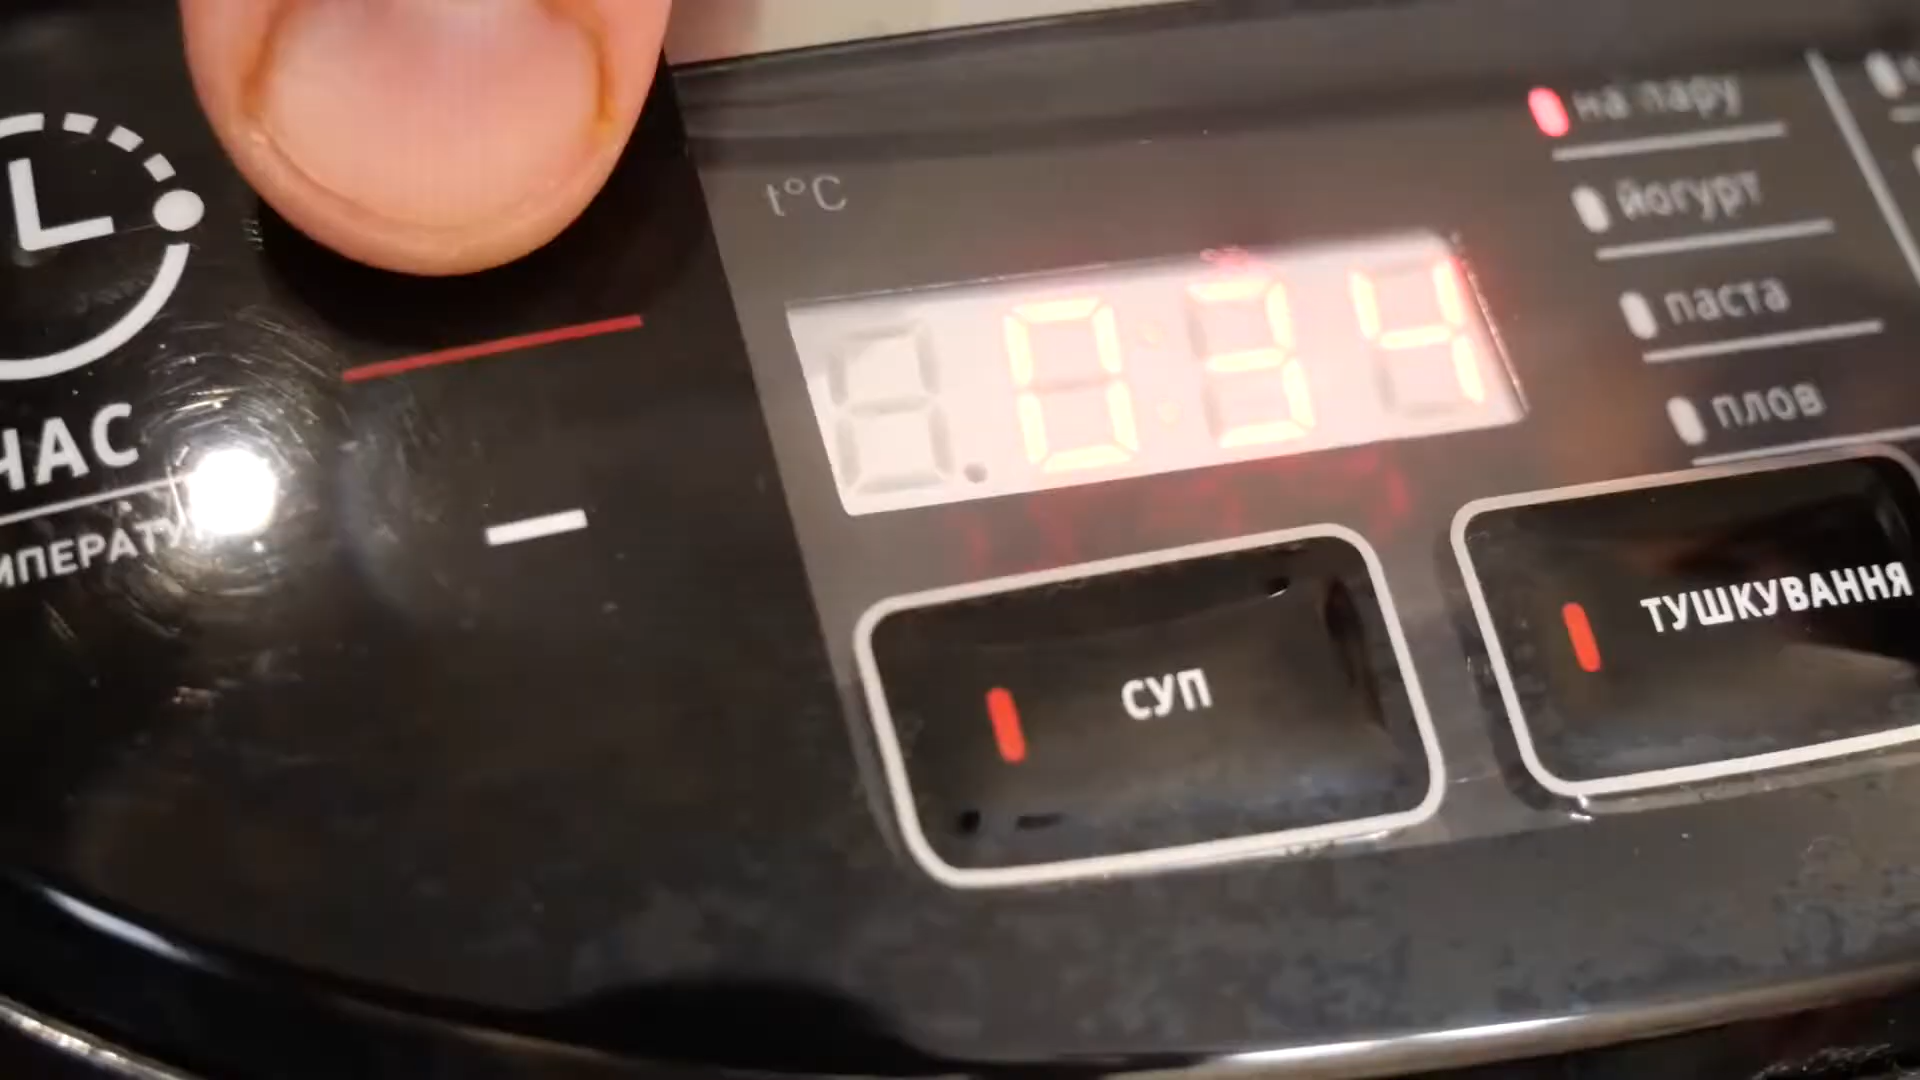 t°C
0:34
на пару
йогурт
паста
плов
ЧАС
СУП
ТУШКУВАННЯ